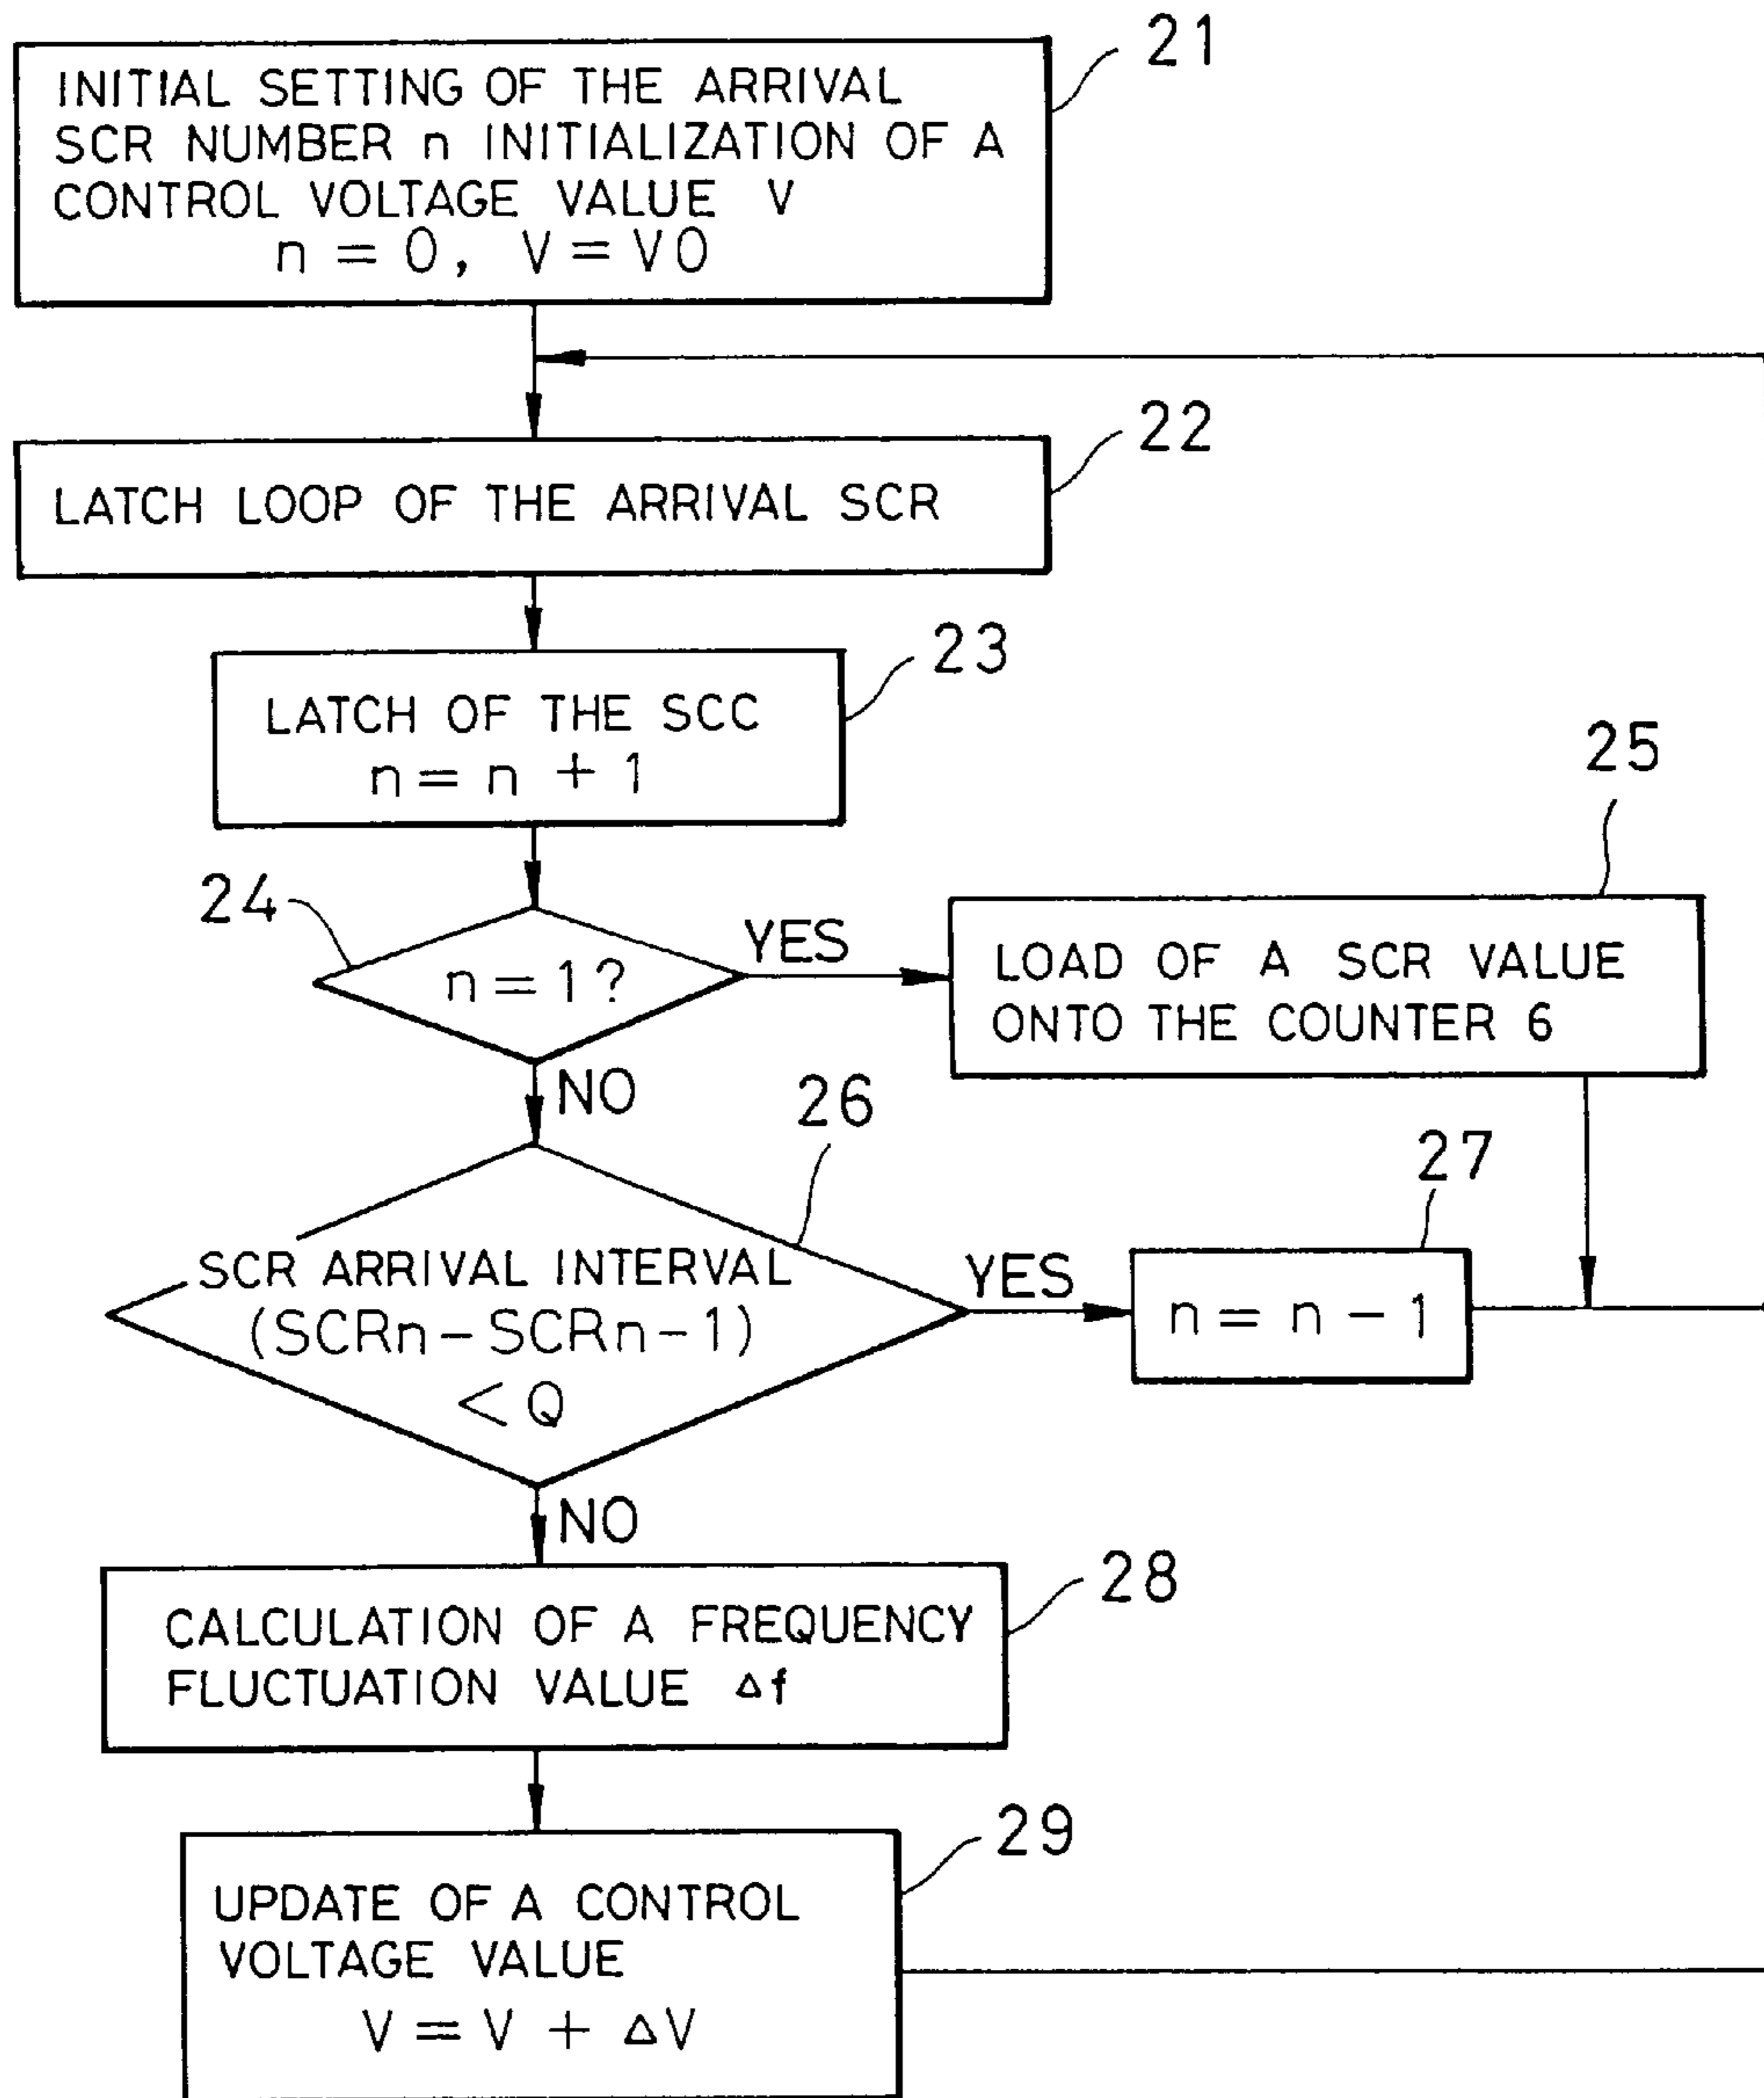 21
INITIAL SETTING OF THE ARRIVAL
SCR NUMBER n INITIALIZATION OF A
CONTROL VOLTAGE VALUE V
n = 0, V = V0
22
LATCH LOOP OF THE ARRIVAL SCR
23
LATCH OF THE SCC
n = n + 1
24
n = 1 ?
YES
25
LOAD OF A SCR VALUE
ONTO THE COUNTER 6
NO
26
SCR ARRIVAL INTERVAL
(SCRn - SCRn - 1)
< Q
YES
27
n = n - 1
NO
28
CALCULATION OF A FREQUENCY
FLUCTUATION VALUE Δf
29
UPDATE OF A CONTROL
VOLTAGE VALUE
V = V + ΔV